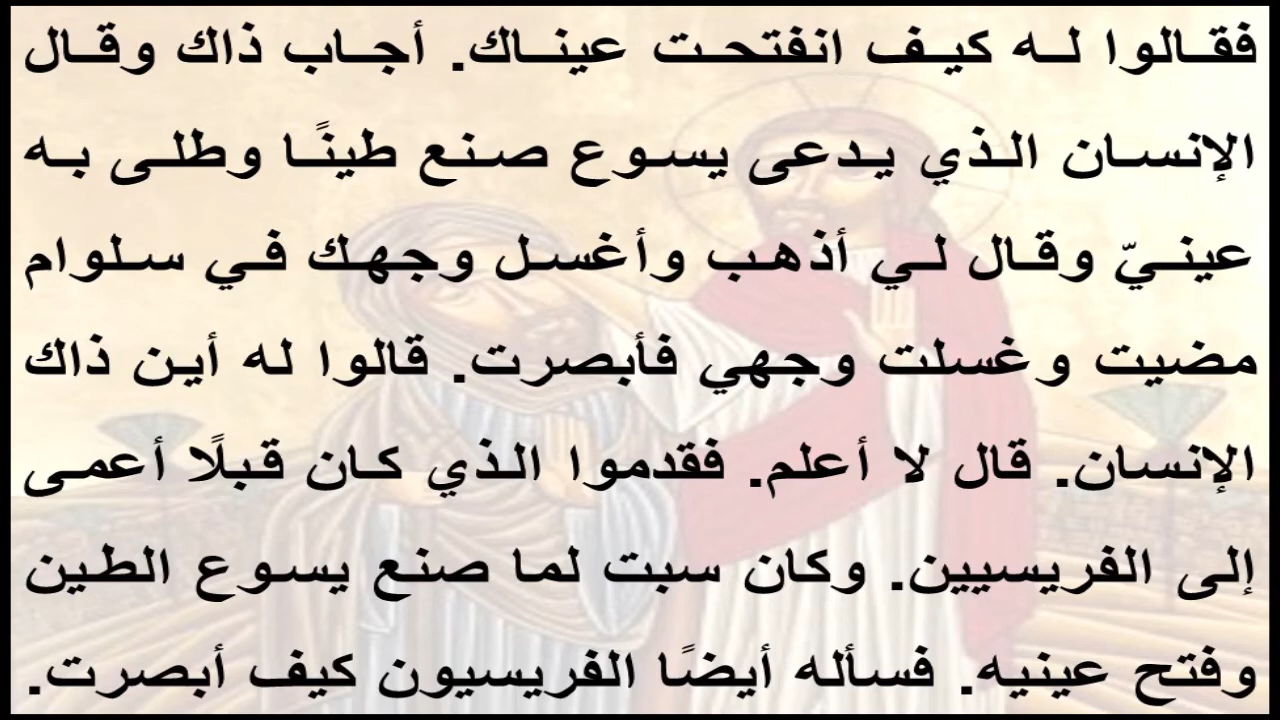 فقالوا له كيف انفتحت عيناك. أجاب ذاك وقال
الإنسان الذي يدعى يسوع صنع طينًا وطلى به
عينيّ وقال لي أذهب وأغسل وجهك في سلوام
مضيت وغسلت وجهي فأبصرت. قالوا له أين ذاك
الإنسان. قال لا أعلم. فقدموا الذي كان قبلًا أعمى
إلى الفريسيين. وكان سبت لما صنع يسوع الطين
وفتح عينيه. فسأله أيضًا الفريسيون كيف أبصرت.